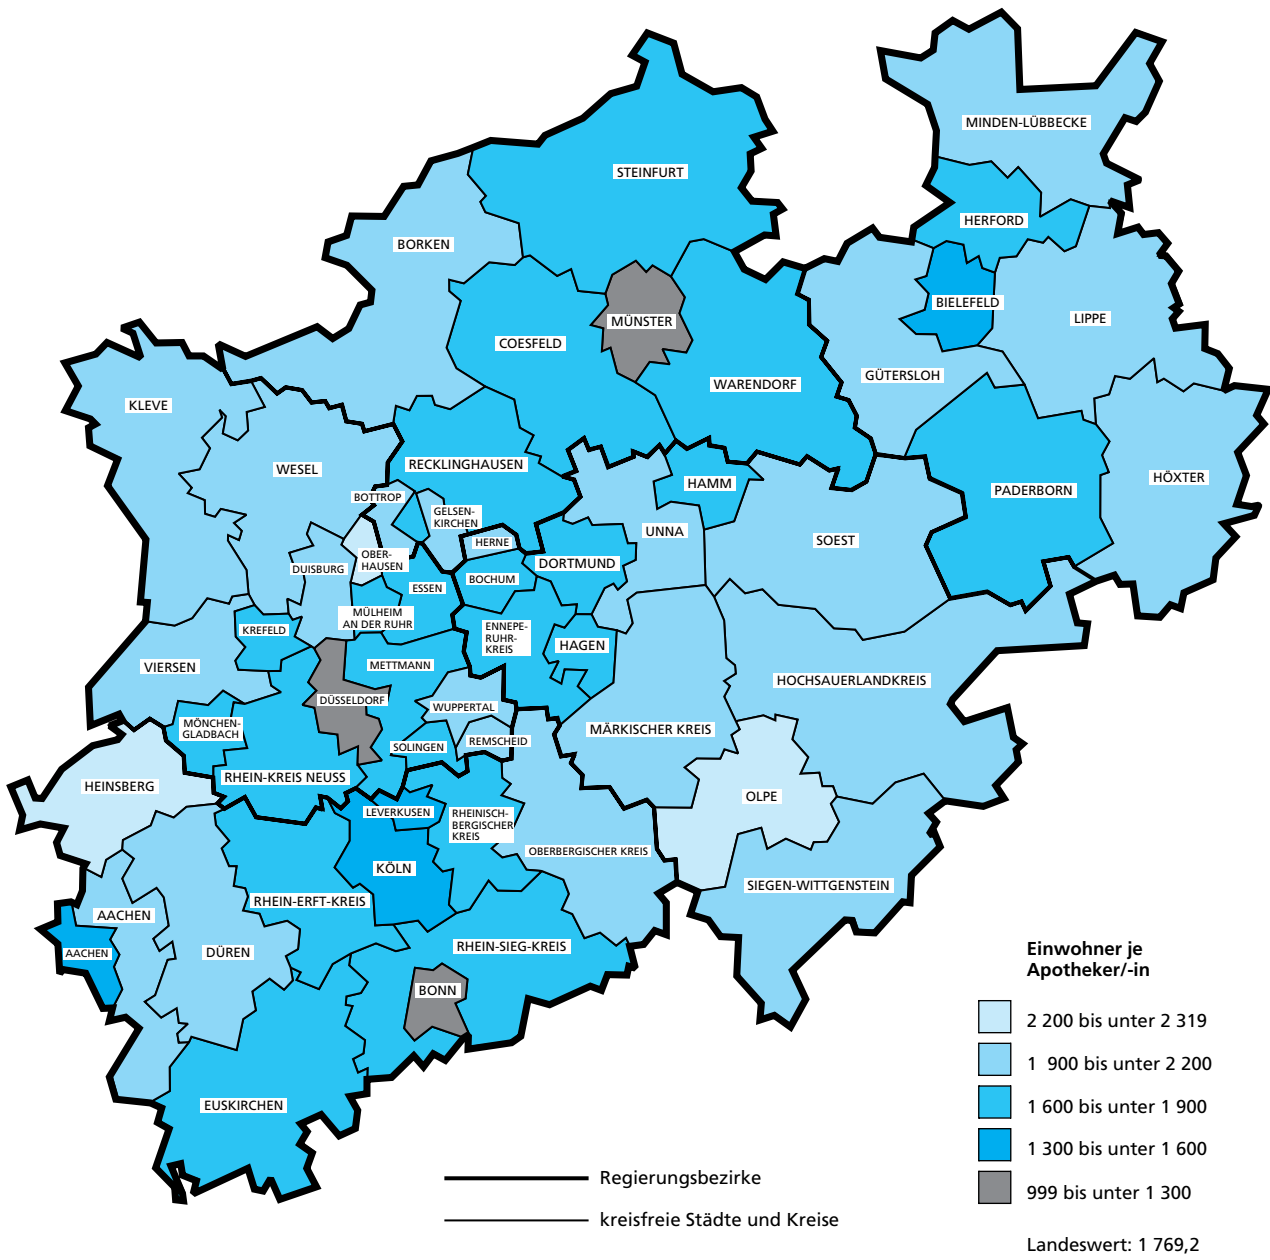 MINDEN-LÜBBECKE
STEINFURT
HERFORD
BORKEN
BIELEFELD
LIPPE
MÜNSTER
COESFELD
GÜTERSLOH
WARENDORF
KLEVE
RECKLINGHAUSEN
WESEL
HÖXTER
HAMM
PADERBORN
BOTTROP
GELSEN-
KIRCHEN
UNNA
SOEST
HERNE
OBER-
HAUSEN
DORTMUND
DUISBURG
BOCHUM
ESSEN
MÜLHEIM
AN DER RUHR
KREFELD
ENNEPE-
RUHR-
KREIS
HAGEN
VIERSEN
METTMANN
HOCHSAUERLANDKREIS
DÜSSELDORF
WUPPERTAL
MÖNCHEN-
GLADBACH
MÄRKISCHER KREIS
REMSCHEID
SOLINGEN
RHEIN-KREIS NEUSS
HEINSBERG
OLPE
LEVERKUSEN
RHEINISCH-
BERGISCHER
KREIS
OBERBERGISCHER KREIS
KÖLN
SIEGEN-WITTGENSTEIN
RHEIN-ERFT-KREIS
AACHEN
RHEIN-SIEG-KREIS
AACHEN
DÜREN
BONN
EUSKIRCHEN
Einwohner je
Apotheker/-in
2 200 bis unter 2 319
1 900 bis unter 2 200
1 600 bis unter 1 900
1 300 bis unter 1 600
999 bis unter 1 300
Landeswert: 1 769,2
Regierungsbezirke
kreisfreie Städte und Kreise